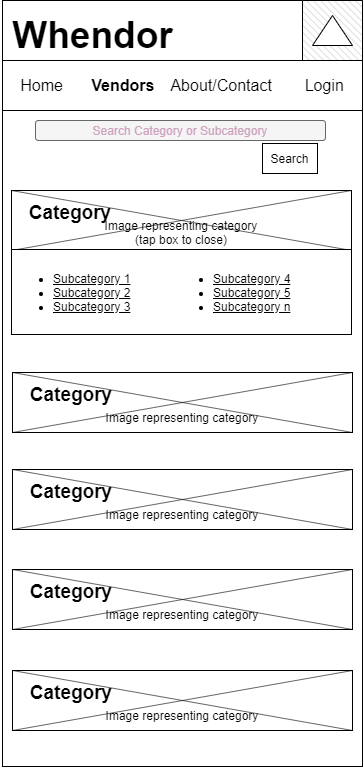 Whendor
Home Vendors About/Contact Login
Search Category or Subcategory
Search
Category
Image representing category
(tap box to close)
Subcategory 1
Subcategory 2
Subcategory 3
Subcategory 4
Subcategory 5
Subcategory n
Category
Image representing category
Category
Image representing category
Category
Image representing category
Category
Image representing category